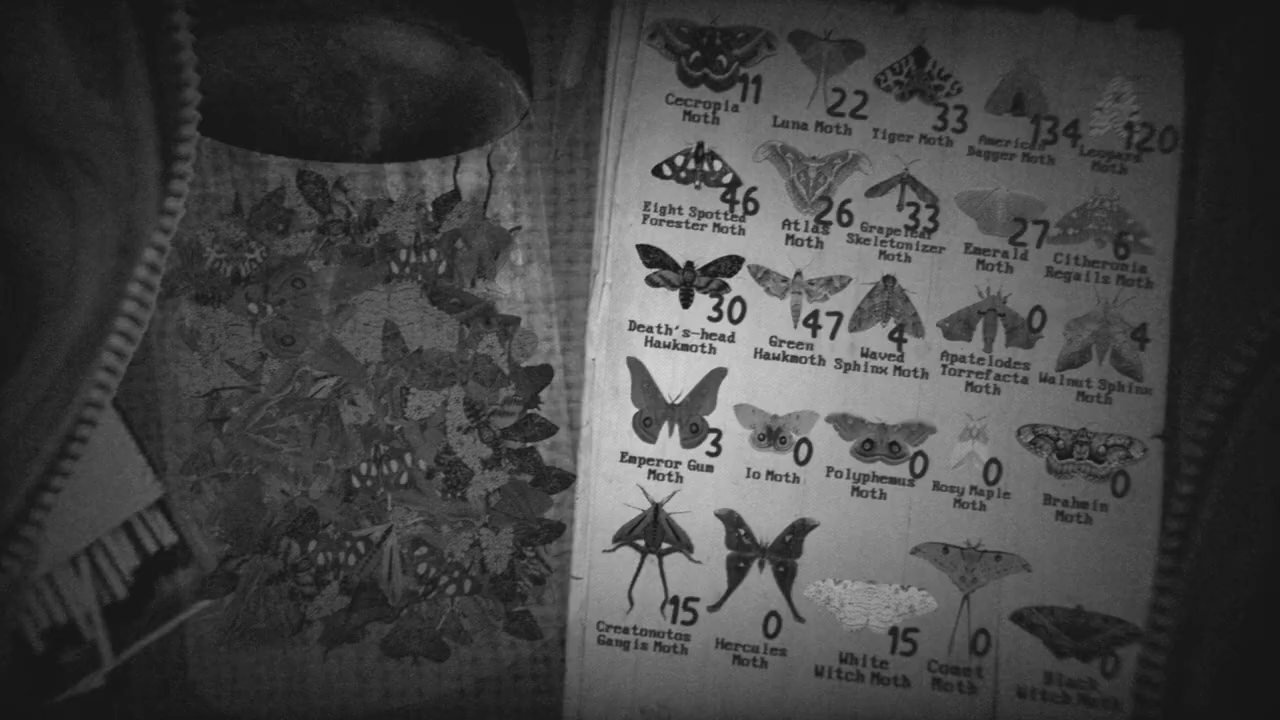 11
Cecropia
Moth
22
Luna Moth
33
Tiger Moth
134
American
Dagger Moth
120
Leopard
Moth
46
Eight Spotted
Forester Moth
26
Atlas
Moth
33
Grapeleaf
Skeletonizer
Moth
27
Emerald
Moth
6
Citheronia
Regails Moth
30
Death's-head
Hawkmoth
47
Green
Hawkmoth
4
Waved
Sphinx Moth
0
Apatelodes
Torrefacta
Moth
4
Walnut Sphinx
Moth
3
Emperor Gum
Moth
0
Io Moth
0
Polyphemus
Moth
0
Rosy Maple
Moth
0
Brahmin
Moth
15
Creatonotos
Gangis Moth
0
Hercules
Moth
15
White
Witch Moth
0
Comet
Moth
0
Black
Witch Moth